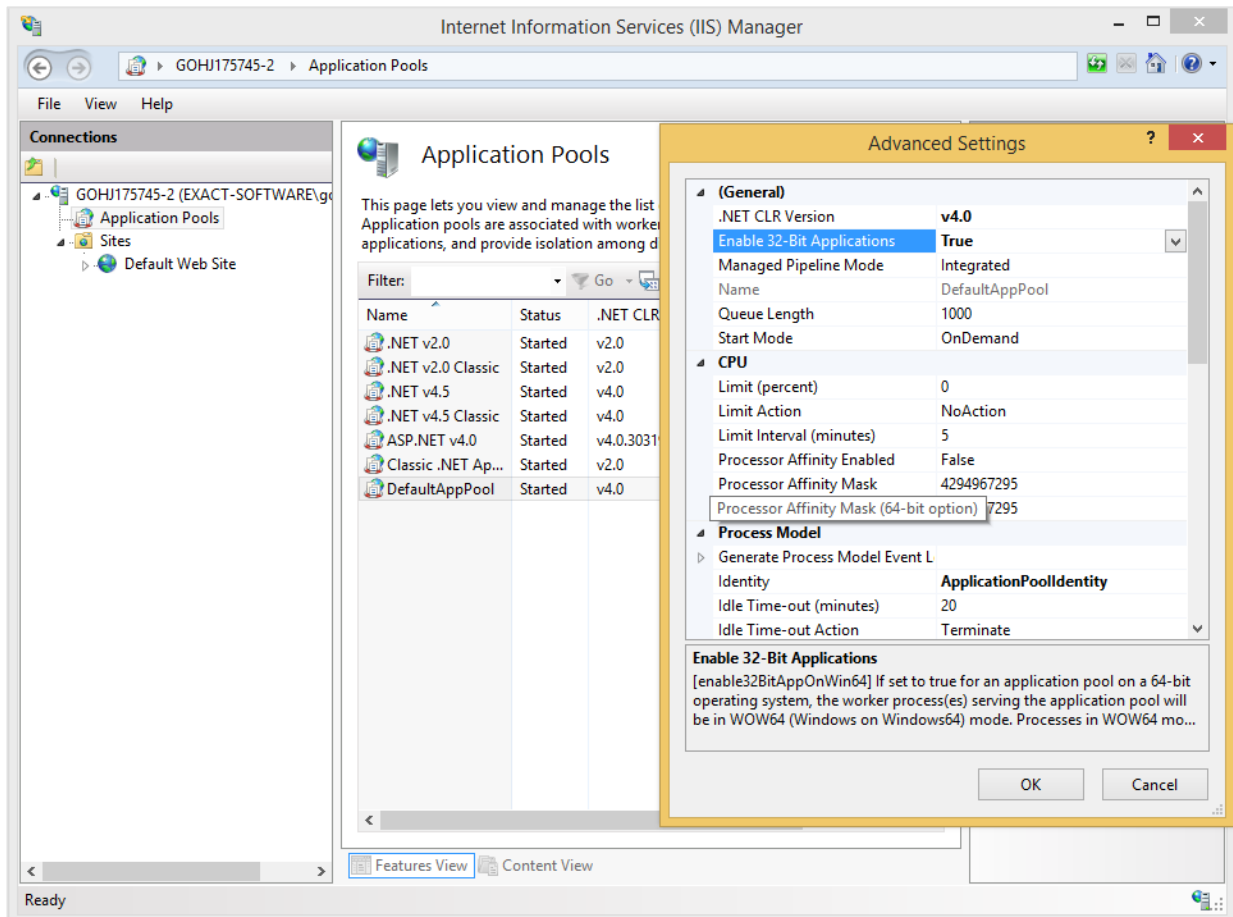 Internet Information Services (IIS) Manager
GOHJ175745-2 Application Pools
File View Help
Connections
GOHJ175745-2 (EXACT-SOFTWARE\g
Application Pools
Sites
Default Web Site
Application Pools
This page lets you view and manage the list
Application pools are associated with worker
applications, and provide isolation among d
Filter: Go
Name Status .NET CLR
.NET v2.0 Started v2.0
.NET v2.0 Classic Started v2.0
.NET v4.5 Started v4.0
.NET v4.5 Classic Started v4.0
ASP.NET v4.0 Started v4.0.3031
Classic .NET Ap... Started v2.0
DefaultAppPool Started v4.0
Features View Content View
Ready
Advanced Settings
(General)
.NET CLR Version v4.0
Enable 32-Bit Applications True
Managed Pipeline Mode Integrated
Name DefaultAppPool
Queue Length 1000
Start Mode OnDemand
CPU
Limit (percent) 0
Limit Action NoAction
Limit Interval (minutes) 5
Processor Affinity Enabled False
Processor Affinity Mask 4294967295
Processor Affinity Mask (64-bit option) 7295
Process Model
Generate Process Model Event L
Identity ApplicationPoolIdentity
Idle Time-out (minutes) 20
Idle Time-out Action Terminate
Enable 32-Bit Applications
[enable32BitAppOnWin64] If set to true for an application pool on a 64-bit
operating system, the worker process(es) serving the application pool will
be in WOW64 (Windows on Windows64) mode. Processes in WOW64 mo...
OK Cancel